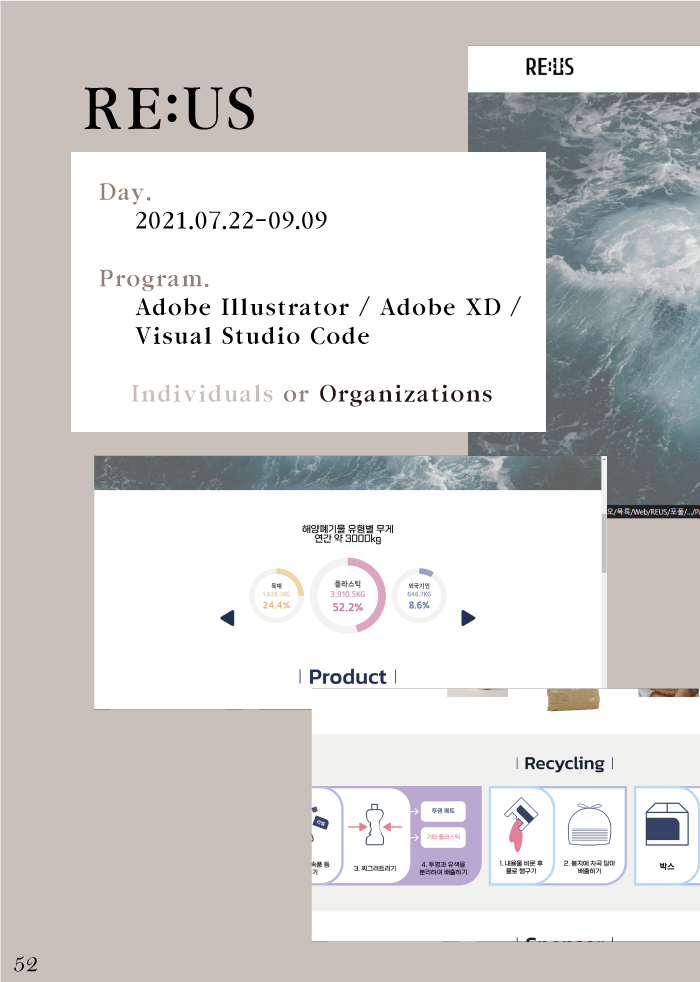 RE:US
RE:US
Day.
2021.07.22-09.09
Program.
Adobe Illustrator / Adobe XD /
Visual Studio Code
Individuals or Organizations
오/목록/Web/REUS/포폴/.../P
해양폐기물 유형별 무게
연간 약 3000kg
목재
1,828.3KG
24.4%
플라스틱
3,910.5KG
52.2%
외국기인
646.7KG
8.6%
| Product |
| Recycling |
라벨
속품 등
기
3. 찌그러트리기
투명 페트
기타 플라스틱
4. 투명과 유색을
분리하여 배출하기
1. 내용물 비운 후
물로 헹구기
2. 봉지에 차곡 담아
배출하기
박스
52